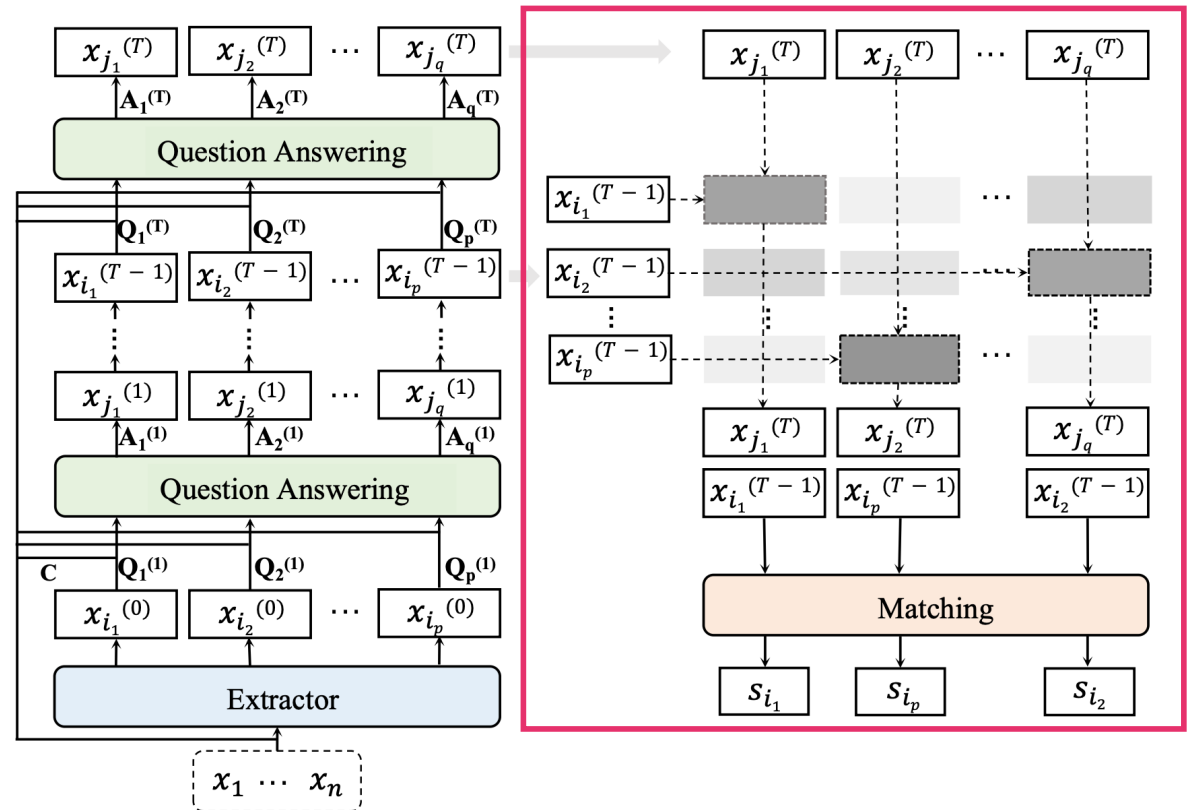 x_{j_1}^{(T)} x_{j_2}^{(T)} ... x_{j_q}^{(T)}
A_1^{(T)} A_2^{(T)} A_q^{(T)}
Question Answering
Q_1^{(T)} Q_2^{(T)} Q_p^{(T)}
x_{i_1}^{(T-1)} x_{i_2}^{(T-1)} ... x_{i_p}^{(T-1)}
x_{j_1}^{(1)} x_{j_2}^{(1)} ... x_{j_q}^{(1)}
A_1^{(1)} A_2^{(1)} A_q^{(1)}
Question Answering
C Q_1^{(1)} Q_2^{(1)} Q_p^{(1)}
x_{i_1}^{(0)} x_{i_2}^{(0)} ... x_{i_p}^{(0)}
Extractor
x_1 ... x_n
x_{j_1}^{(T)} x_{j_2}^{(T)} ... x_{j_q}^{(T)}
x_{i_1}^{(T-1)} ...
x_{i_2}^{(T-1)} ...
x_{i_p}^{(T-1)} ...
x_{j_1}^{(T)} x_{j_2}^{(T)} x_{j_q}^{(T)}
x_{i_1}^{(T-1)} x_{i_p}^{(T-1)} x_{i_2}^{(T-1)}
Matching
s_{i_1} s_{i_p} s_{i_2}